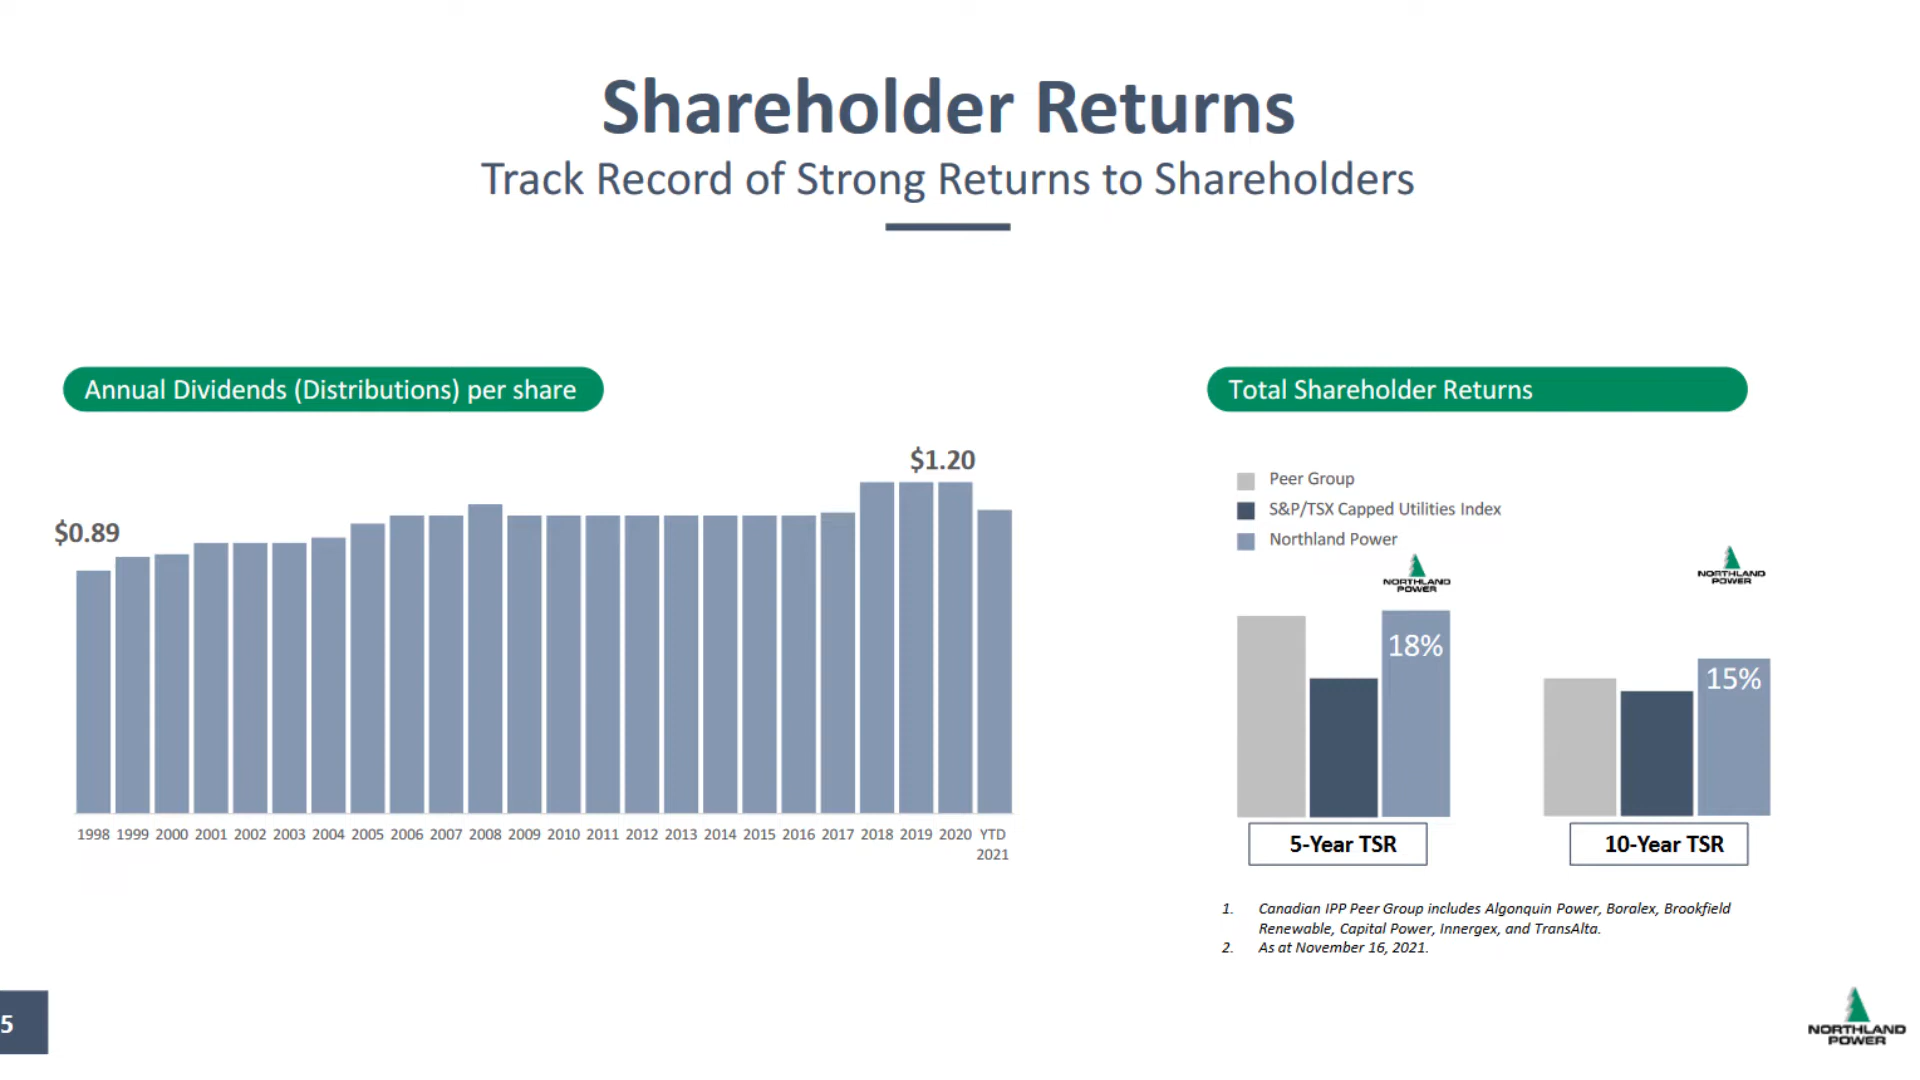 Shareholder Returns
Track Record of Strong Returns to Shareholders
Annual Dividends (Distributions) per share
$0.89
$1.20
1998 1999 2000 2001 2002 2003 2004 2005 2006 2007 2008 2009 2010 2011 2012 2013 2014 2015 2016 2017 2018 2019 2020 YTD
2021
Total Shareholder Returns
Peer Group
S&P/TSX Capped Utilities Index
Northland Power
NORTHLAND
POWER
NORTHLAND
POWER
18%
15%
5-Year TSR
10-Year TSR
1. Canadian IPP Peer Group includes Algonquin Power, Boralex, Brookfield
Renewable, Capital Power, Innergex, and TransAlta.
2. As at November 16, 2021.
5
NORTHLAND
POWER